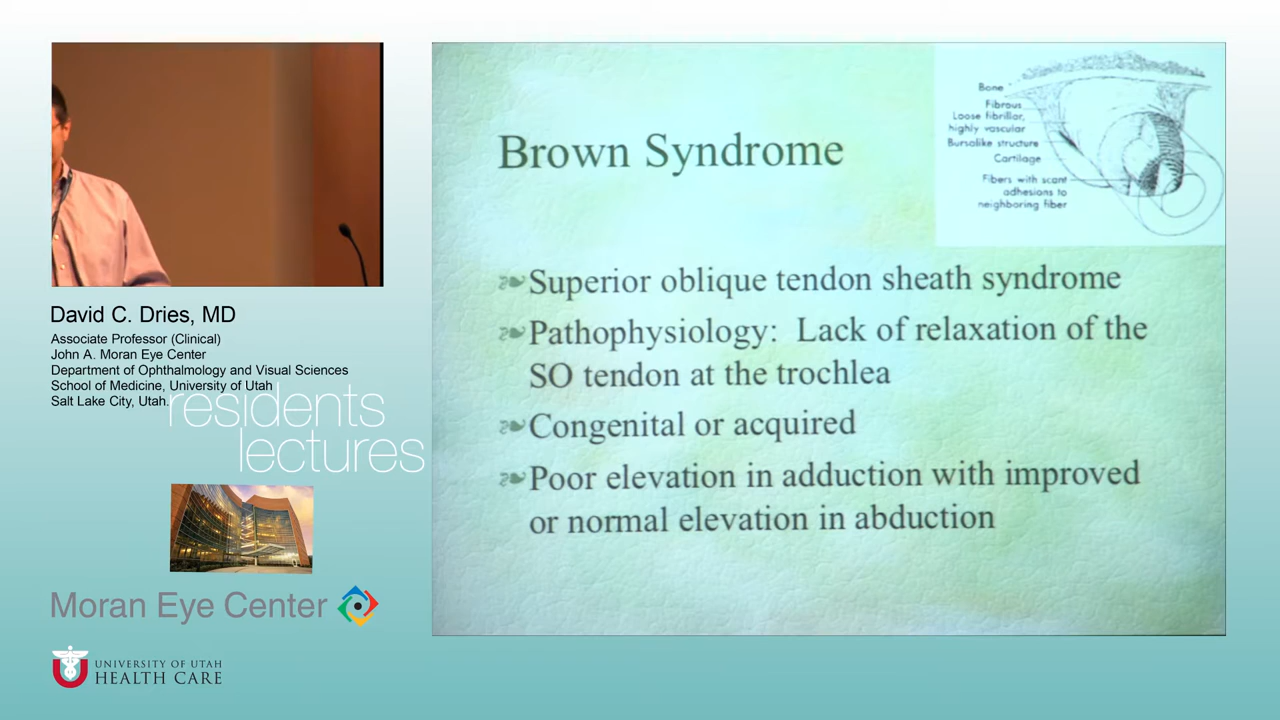 Brown Syndrome
Bone
Fibrous
Loose fibrillar,
highly vascular
Bursalike structure
Cartilage
Fibers with scant
adhesions to
neighboring fiber
Superior oblique tendon sheath syndrome
Pathophysiology: Lack of relaxation of the
SO tendon at the trochlea
Congenital or acquired
Poor elevation in adduction with improved
or normal elevation in abduction
David C. Dries, MD
Associate Professor (Clinical)
John A. Moran Eye Center
Department of Ophthalmology and Visual Sciences
School of Medicine, University of Utah
Salt Lake City, Utah.
residents
lectures
Moran Eye Center
UNIVERSITY OF UTAH
HEALTH CARE